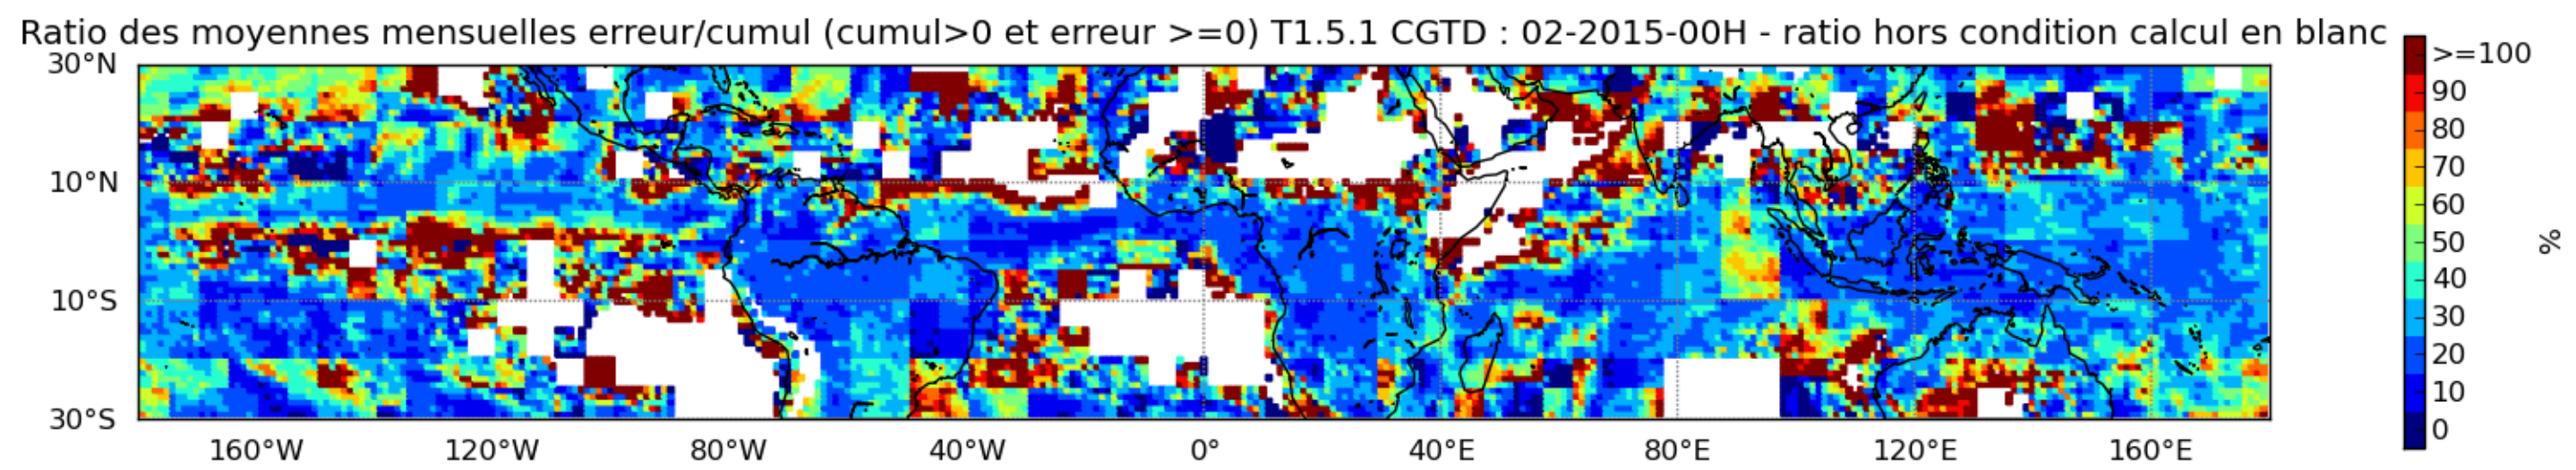 Ratio des moyennes mensuelles erreur/cumul (cumul>0 et erreur >=0) T1.5.1 CGTD : 02-2015-00H - ratio hors condition calcul en blanc
30°N
10°N
10°S
30°S
160°W 120°W 80°W 40°W 0° 40°E 80°E 120°E 160°E
>=100
90
80
70
60
50
40
30
20
10
0
%